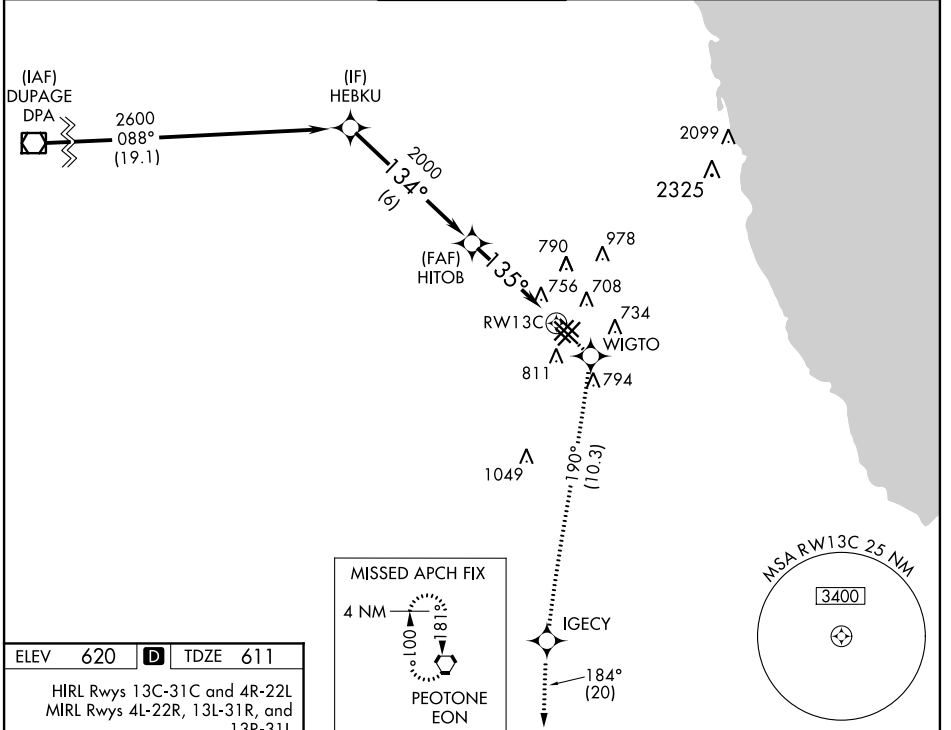 (IAF)
DUPAGE
DPA
2600
088°
(19.1)
(IF)
HEBKU
2000
134°
(6)
2099
2325
(FAF)
HITOB
135°
790
978
756
708
RW13C
734
WIGTO
811
794
1049
190°
(10.3)
MISSED APCH FIX
4 NM
001°
181°
PEOTONE
EON
IGECY
184°
(20)
MSA RW13C 25 NM
3400
ELEV 620 D TDZE 611
HIRL Rwys 13C-31C and 4R-22L
MIRL Rwys 4L-22R, 13L-31R, and
13R-31L